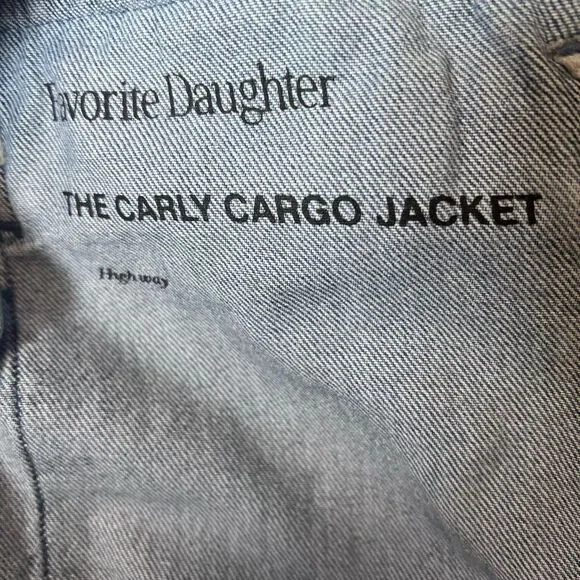 Favorite Daughter
THE CARLY CARGO JACKET
Highway